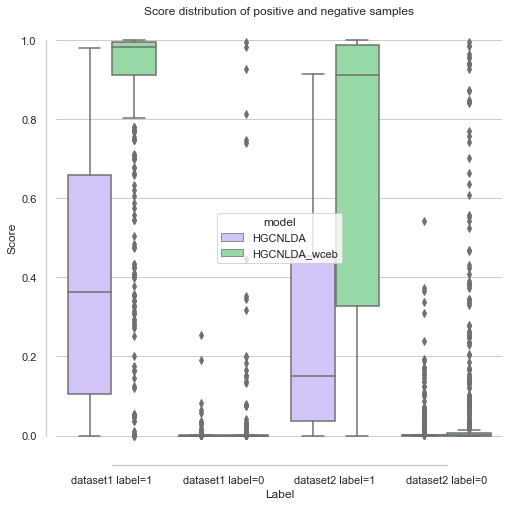 Score distribution of positive and negative samples
1.0
0.8
0.6
0.4
0.2
0.0
Score
model
HGCNLDA
HGCNLDA_wceb
dataset1 label=1 dataset1 label=0 dataset2 label=1 dataset2 label=0
Label